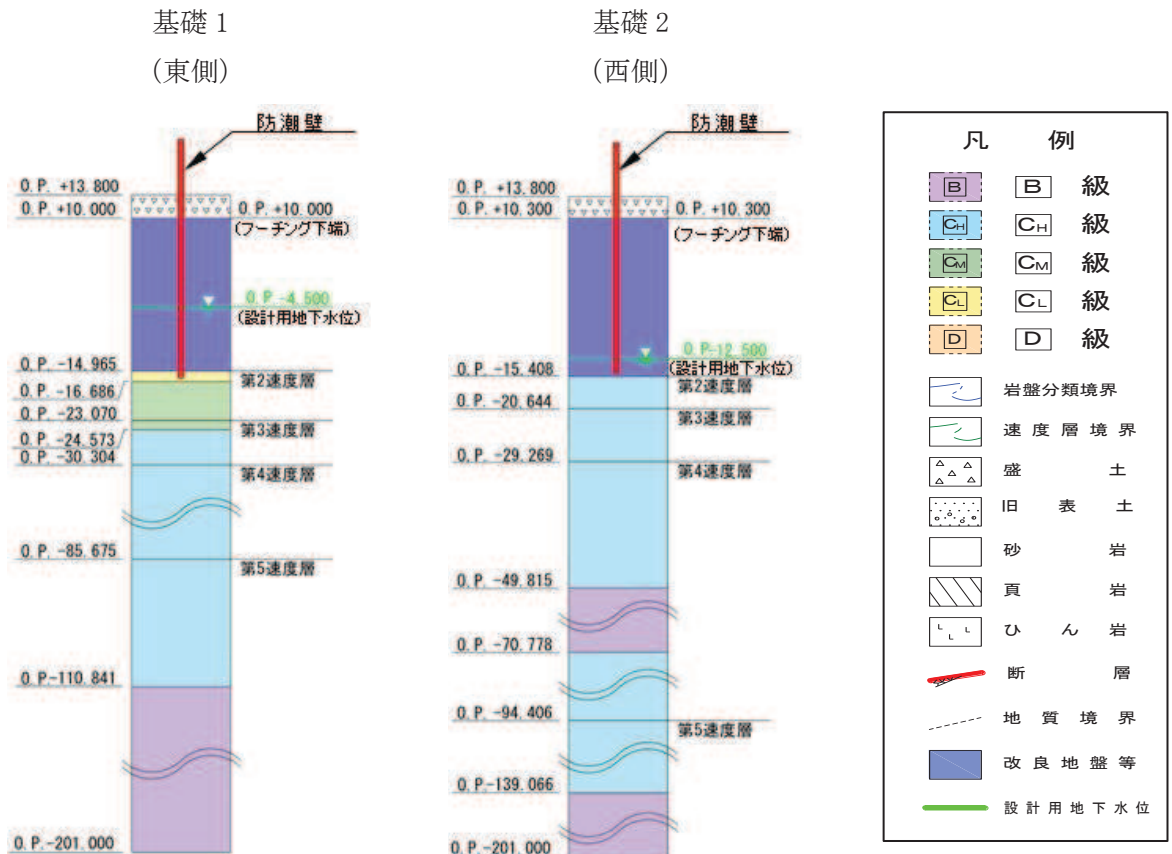 基礎 1
(東側)
防潮壁
O.P. +13.800
O.P. +10.000
O.P. +10.000
(フーチング下端)
O.P -4.500
(設計用地下水位)
O.P. -14.965
第2速度層
O.P. -16.686
O.P. -23.070
第3速度層
O.P. -24.573
O.P. -30.304
第4速度層
O.P. -85.675
第5速度層
O.P-110.841
O.P.-201.000
基礎 2
(西側)
防潮壁
O.P. +13.800
O.P. +10.300
O.P. +10.300
(フーチング下端)
O.P-12.500
(設計用地下水位)
O.P. -15.408
第2速度層
O.P. -20.644
第3速度層
O.P. -29.269
第4速度層
O.P. -49.815
O.P. -70.778
O.P. -94.406
第5速度層
O.P-139.066
O.P.-201.000
凡 例
B B 級
CH CH 級
CM CM 級
CL CL 級
D D 級
岩盤分類境界
速度層境界
盛土
旧表土
砂岩
頁岩
ひん岩
断層
地質境界
改良地盤等
設計用地下水位